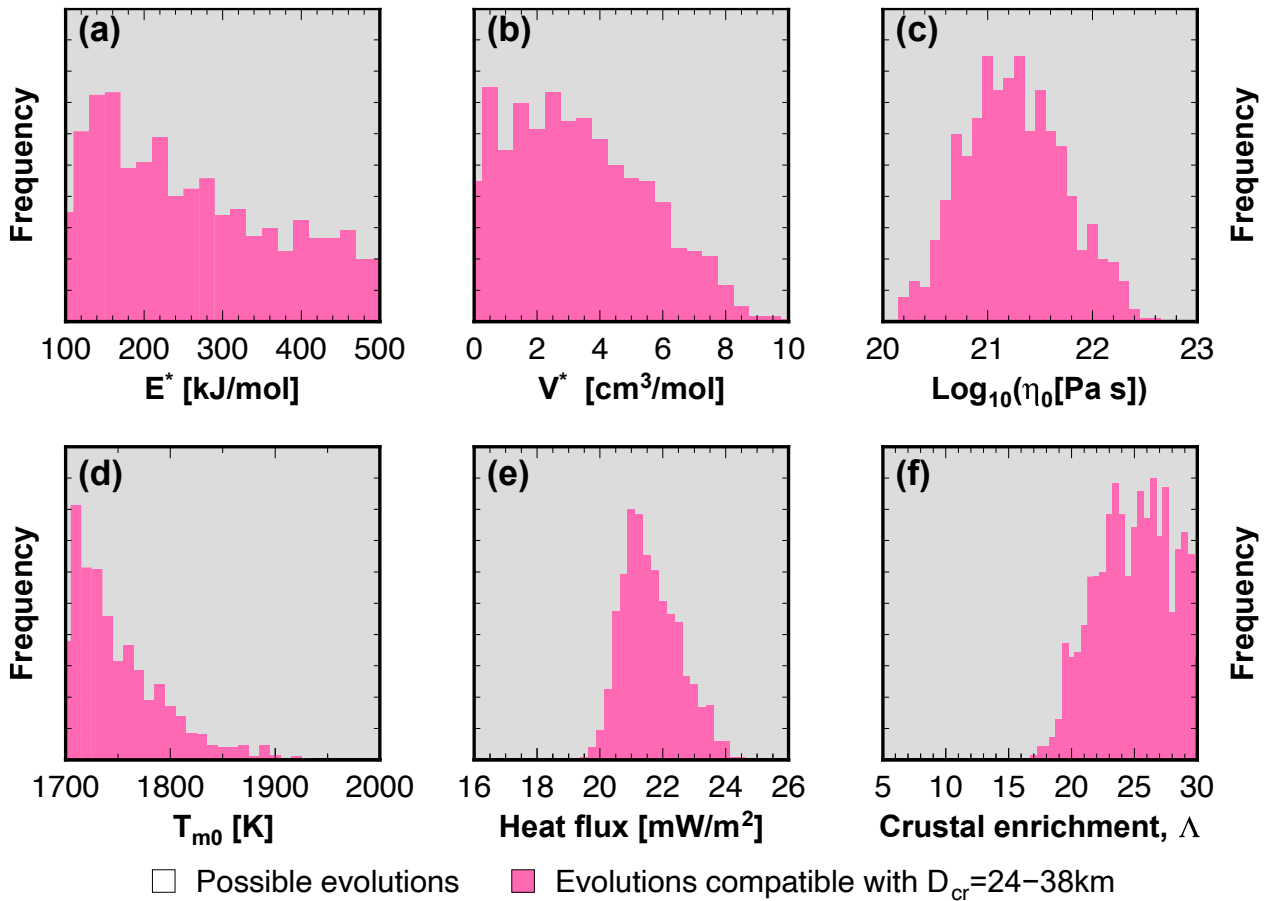 (a) (b) (c)
Frequency
Frequency
100 200 300 400 500
0 2 4 6 8 10
20 21 22 23
E* [kJ/mol]
V* [cm³/mol]
Log₁₀(η₀[Pa s])
(d) (e) (f)
Frequency
Frequency
1700 1800 1900 2000
16 18 20 22 24 26
5 10 15 20 25 30
Tₘ₀ [K]
Heat flux [mW/m²]
Crustal enrichment, Λ
Possible evolutions
Evolutions compatible with D_cr=24−38km